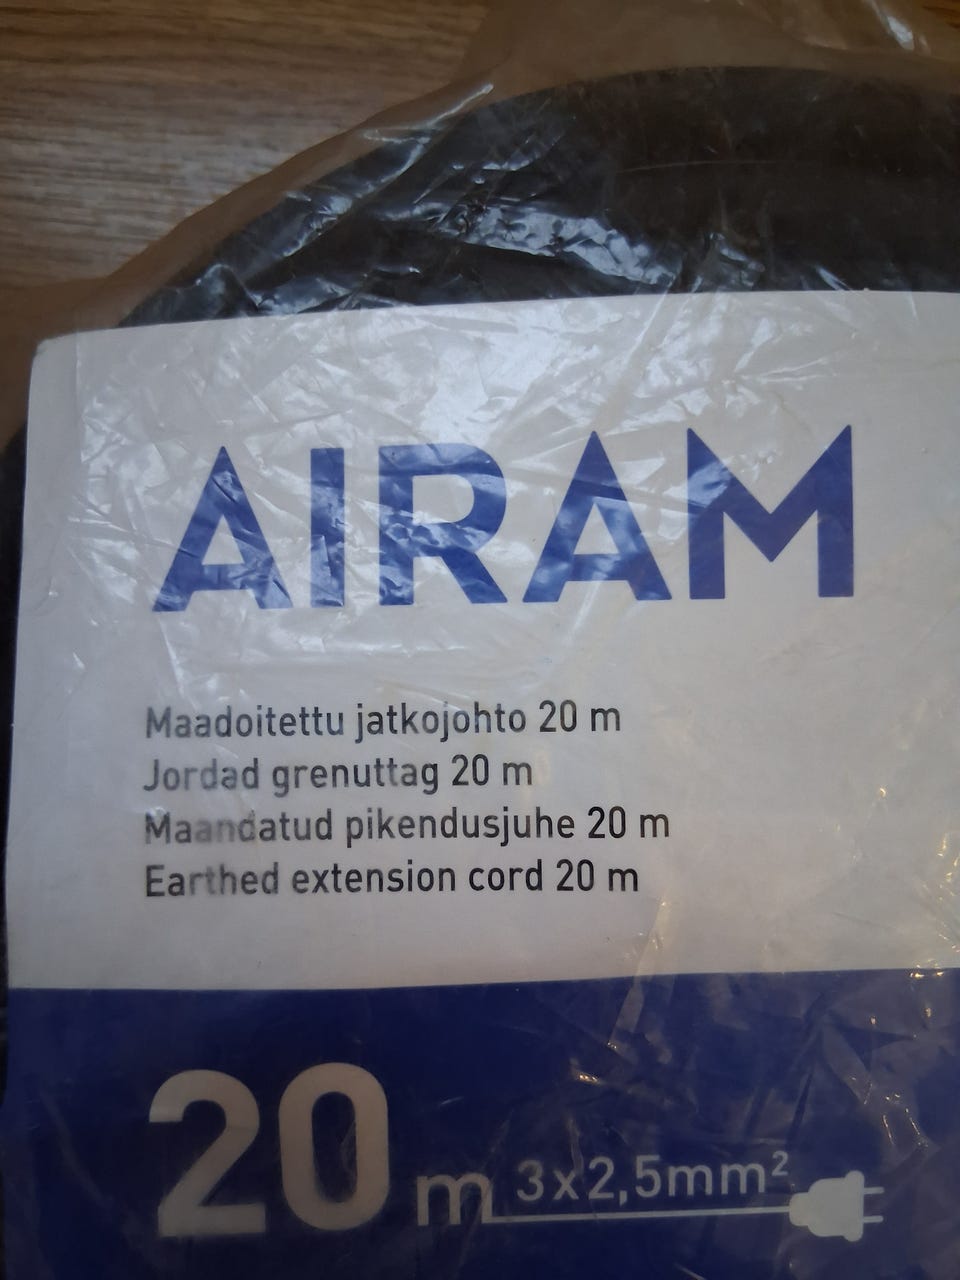 AIRAM
Maadoitettu jatkojohto 20 m
Jordad grenuttag 20 m
Maandatud pikendusjuhe 20 m
Earthed extension cord 20 m
20 m 3x2,5mm²